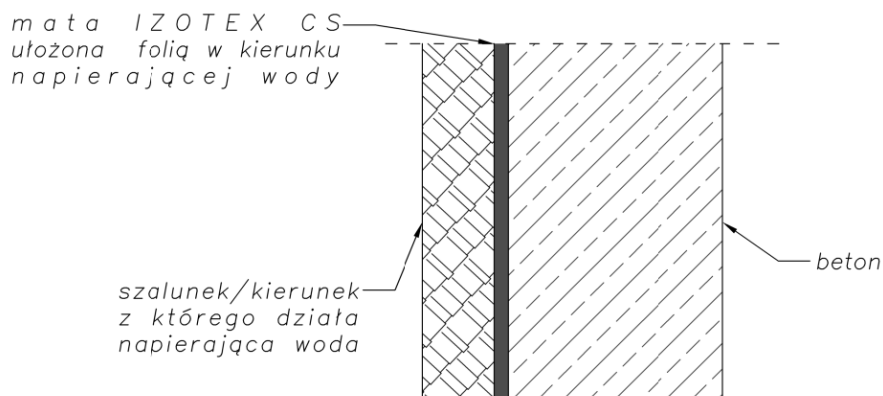 mata IZOTEX CS
ułożona folią w kierunku
napierającej wody
szalunek/kierunek
z którego działa
napierająca woda
beton